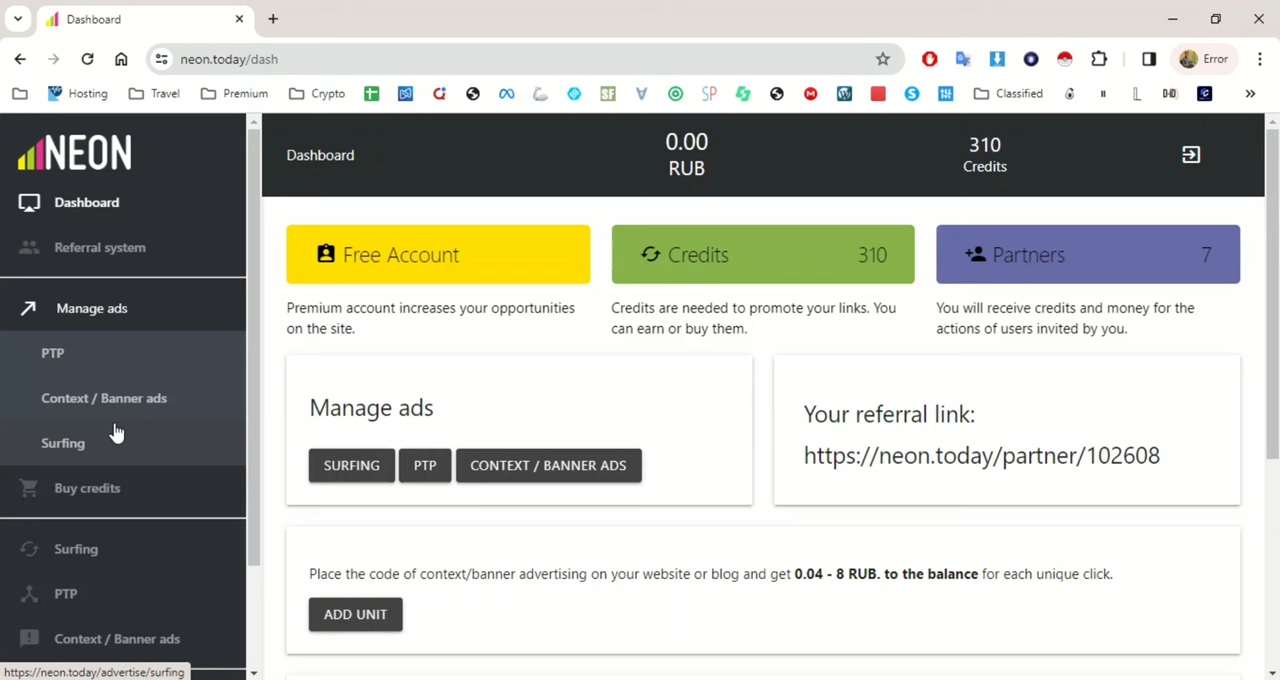 Dashboard
neon.today/dash
Error
Hosting
Travel
Premium
Crypto
SF
SP
Classified
NEON
Dashboard
Referral system
Manage ads
PTP
Context / Banner ads
Surfing
Buy credits
Surfing
PTP
Context / Banner ads
https://neon.today/advertise/surfing
Dashboard
0.00
RUB
310
Credits
Free Account
Premium account increases your opportunities
on the site.
Credits 310
Credits are needed to promote your links. You
can earn or buy them.
Partners 7
You will receive credits and money for the
actions of users invited by you.
Manage ads
SURFING PTP CONTEXT / BANNER ADS
Your referral link:
https://neon.today/partner/102608
Place the code of context/banner advertising on your website or blog and get 0.04 - 8 RUB. to the balance for each unique click.
ADD UNIT